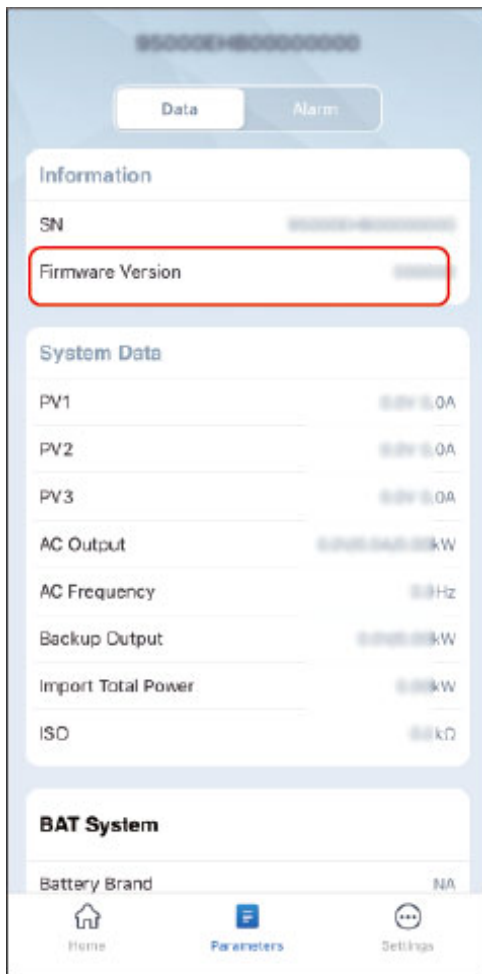 95000EHB00000000
Data Alarm
Information
SN
Firmware Version
System Data
PV1 0A
PV2 0A
PV3 0A
AC Output kW
AC Frequency Hz
Backup Output kW
Import Total Power kW
ISO kΩ
BAT System
Battery Brand NA
Home Parameters Settings